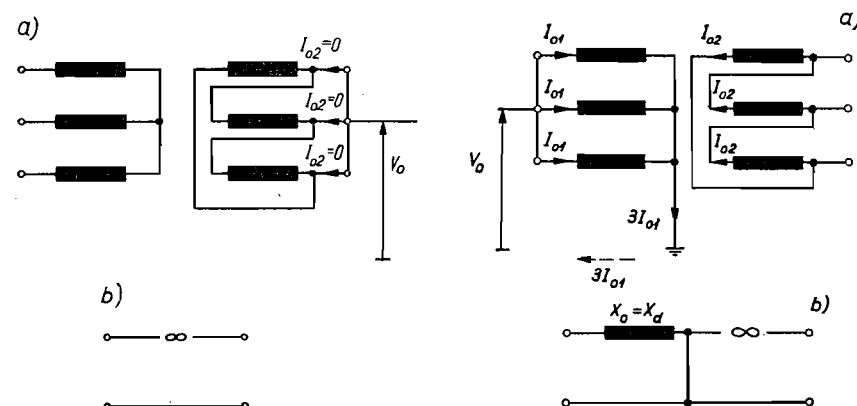 a)
I₀₂=0
I₀₂=0
I₀₂=0
V₀
b)
∞
a)
I₀₁
I₀₂
I₀₁
I₀₂
I₀₁
I₀₂
V₀
3I₀₁
3I₀₁
b)
X₀=X_d
∞